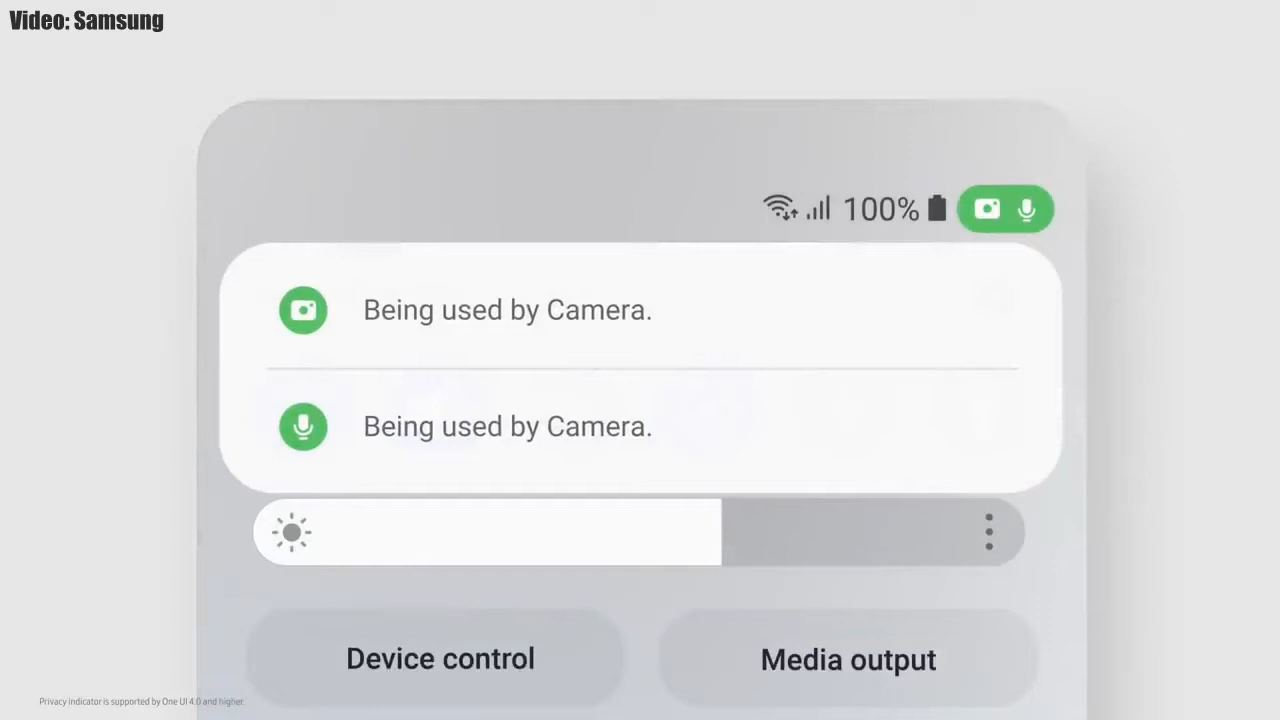 Video: Samsung
100%
Being used by Camera.
Being used by Camera.
Device control
Media output
Privacy indicator is supported by One UI 4.0 and higher.